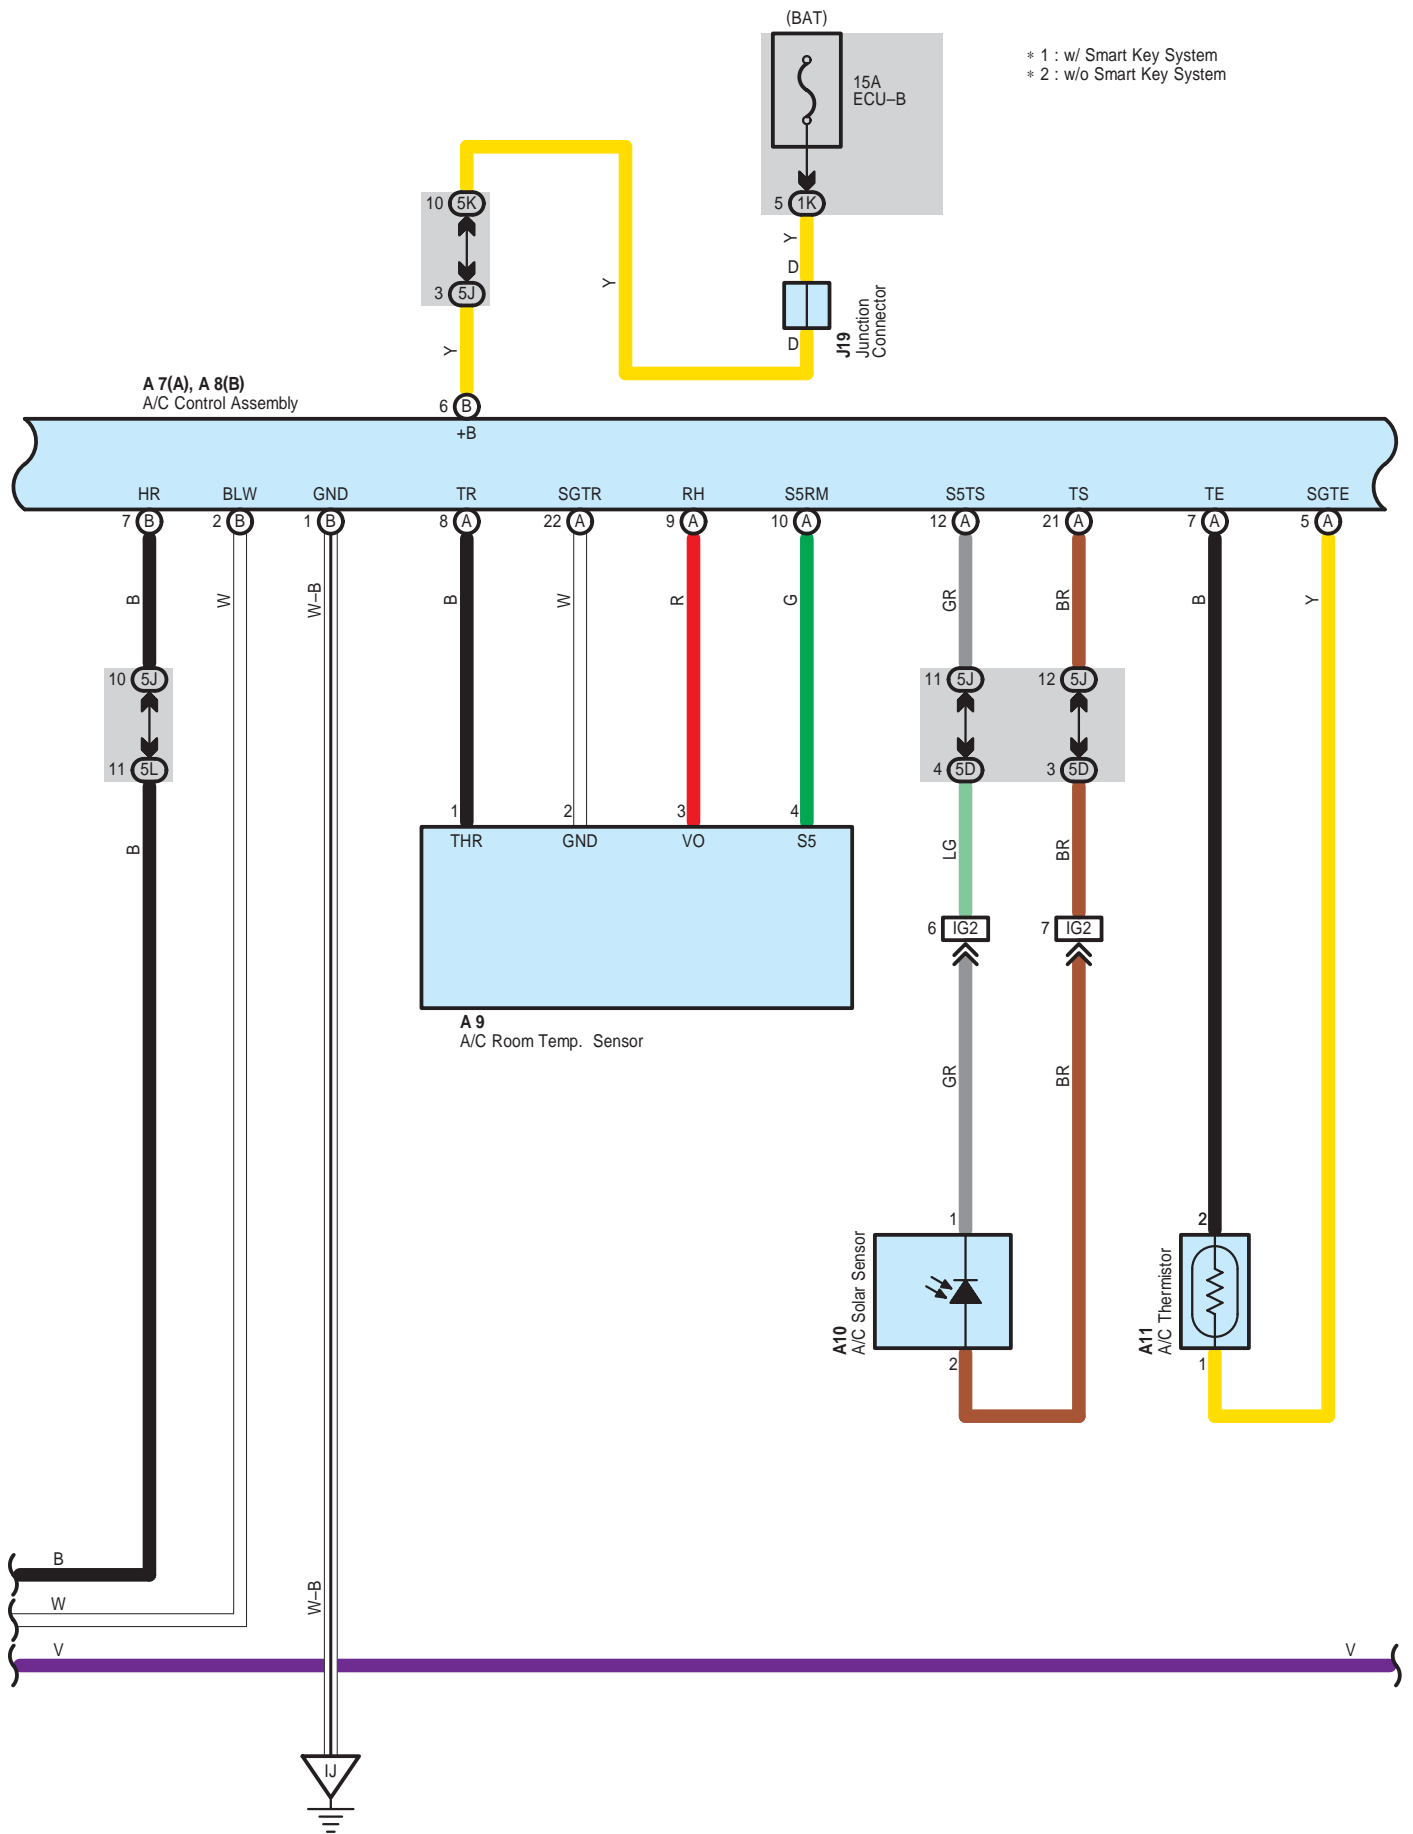 (BAT)
* 1 : w/ Smart Key System
* 2 : w/o Smart Key System
15A
ECU–B
10 5K
5 1K
Y
D
3 5J
Y
J19
Junction
Connector
D
Y
A 7(A), A 8(B)
A/C Control Assembly
6 B
+B
HR BLW GND TR SGTR RH S5RM S5TS TS TE SGTE
7 B 2 B 1 B 8 A 22 A 9 A 10 A 12 A 21 A 7 A 5 A
B W W–B B W R G GR BR B Y
10 5J 11 5J 12 5J
11 5L 4 5D 3 5D
1 2 3 4
THR GND VO S5
B LG BR
6 IG2 7 IG2
A 9
A/C Room Temp. Sensor
GR BR
1 2
A10
A/C Solar Sensor
A11
A/C Thermistor
2 1
B
W
W–B
V V
IJ